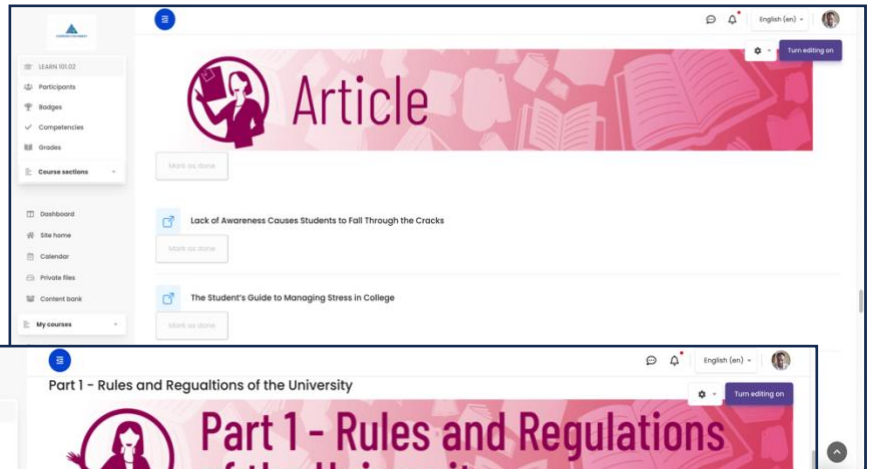 English (en)
Turn editing on
LEARN 101.02
Participants
Badges
Competencies
Grades
Course sections
Dashboard
Site home
Calendar
Private files
Content bank
My courses
Article
Mark as done
Lack of Awareness Causes Students to Fall Through the Cracks
Mark as done
The Student's Guide to Managing Stress in College
Mark as done
English (en)
Part 1 - Rules and Regualtions of the University
Turn editing on
Part 1 - Rules and Regulations
of the University